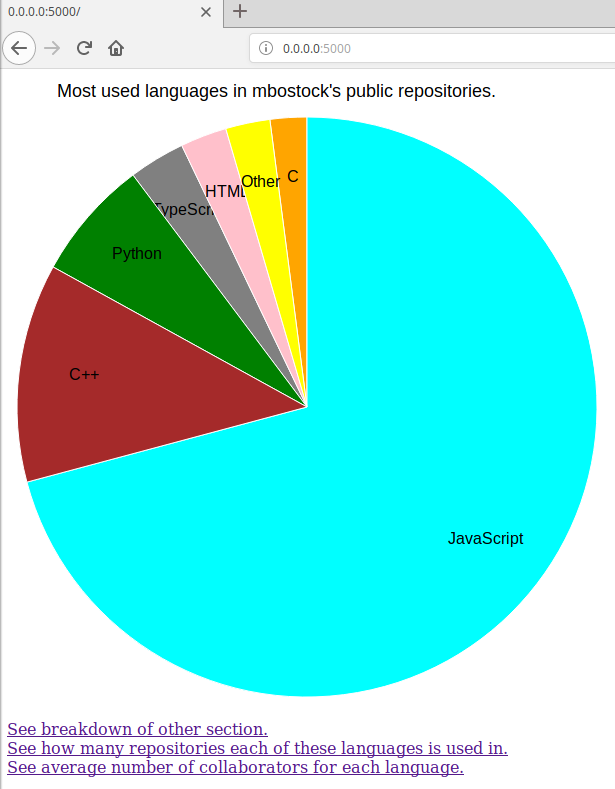 0.0.0.0:5000/
0.0.0.0:5000
Most used languages in mbostock's public repositories.
C
Other
HTML
Python
C++
JavaScript
See breakdown of other section.
See how many repositories each of these languages is used in.
See average number of collaborators for each language.